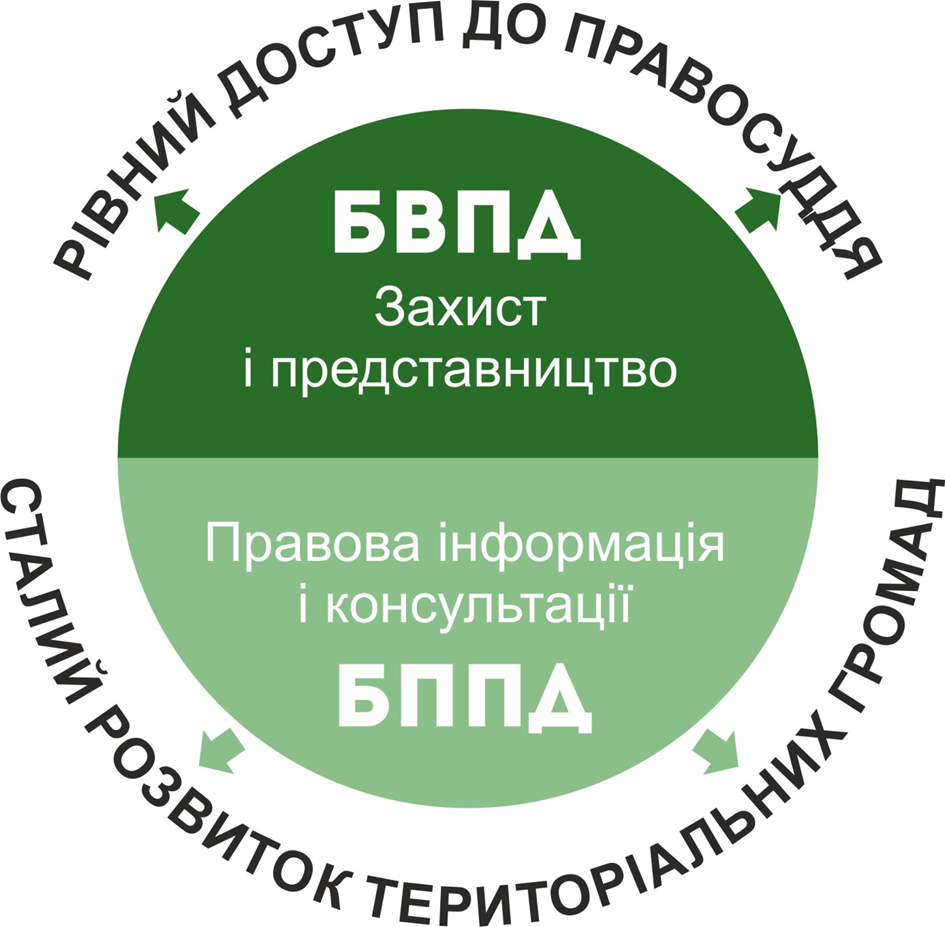 РІВНИЙ ДОСТУП ДО ПРАВОСУДДЯ
БВПД
Захист
і представництво
Правова інформація
і консультації
БППД
СТАЛИЙ РОЗВИТОК ТЕРИТОРІАЛЬНИХ ГРОМАД